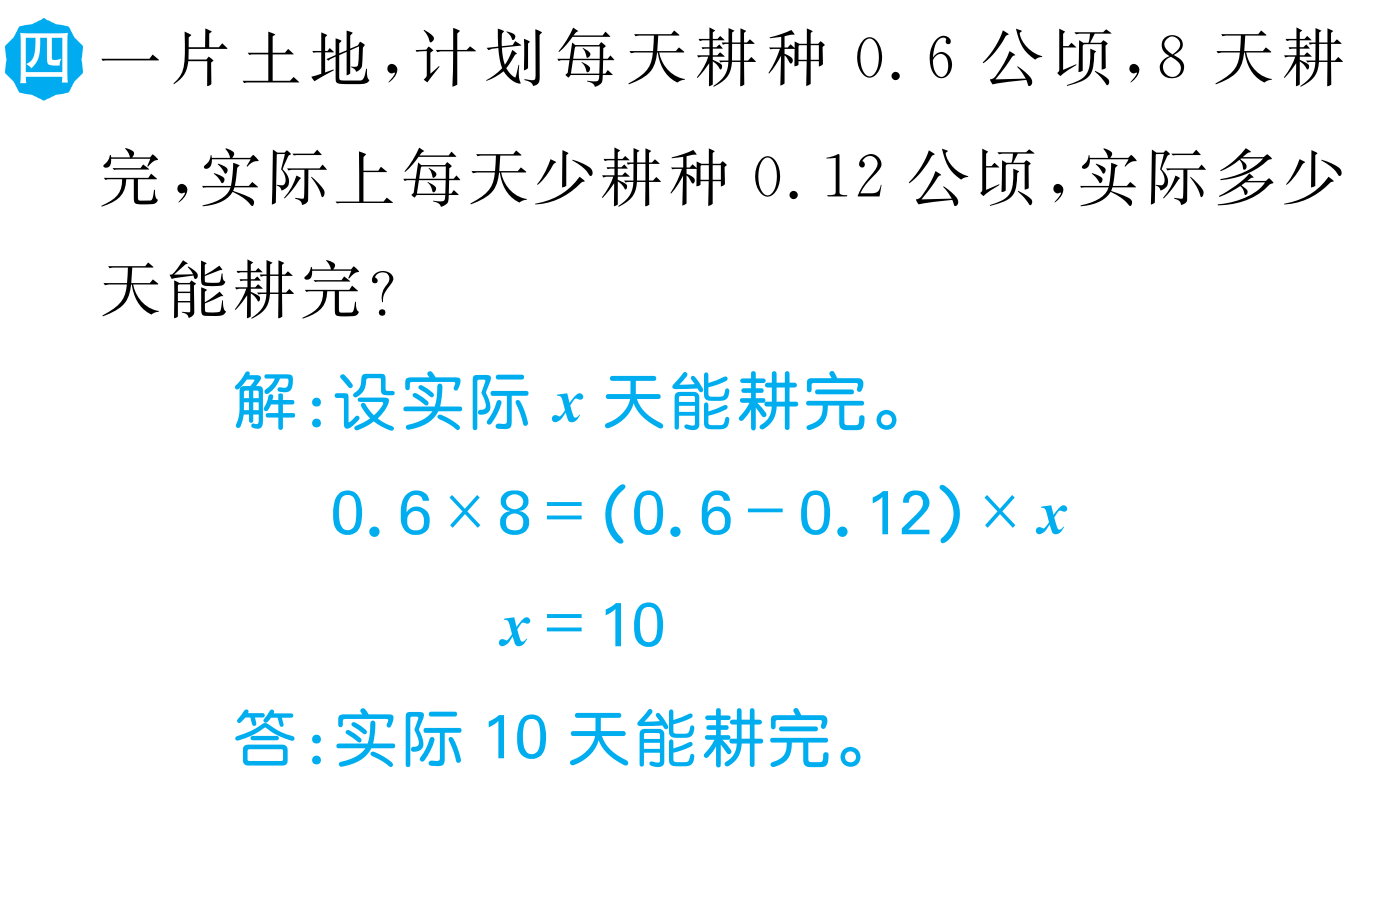 四 一片土地,计划每天耕种 0.6 公顷,8 天耕
完,实际上每天少耕种 0.12 公顷,实际多少
天能耕完?
解:设实际 x 天能耕完。
0.6×8=(0.6-0.12)×x
x=10
答:实际 10 天能耕完。